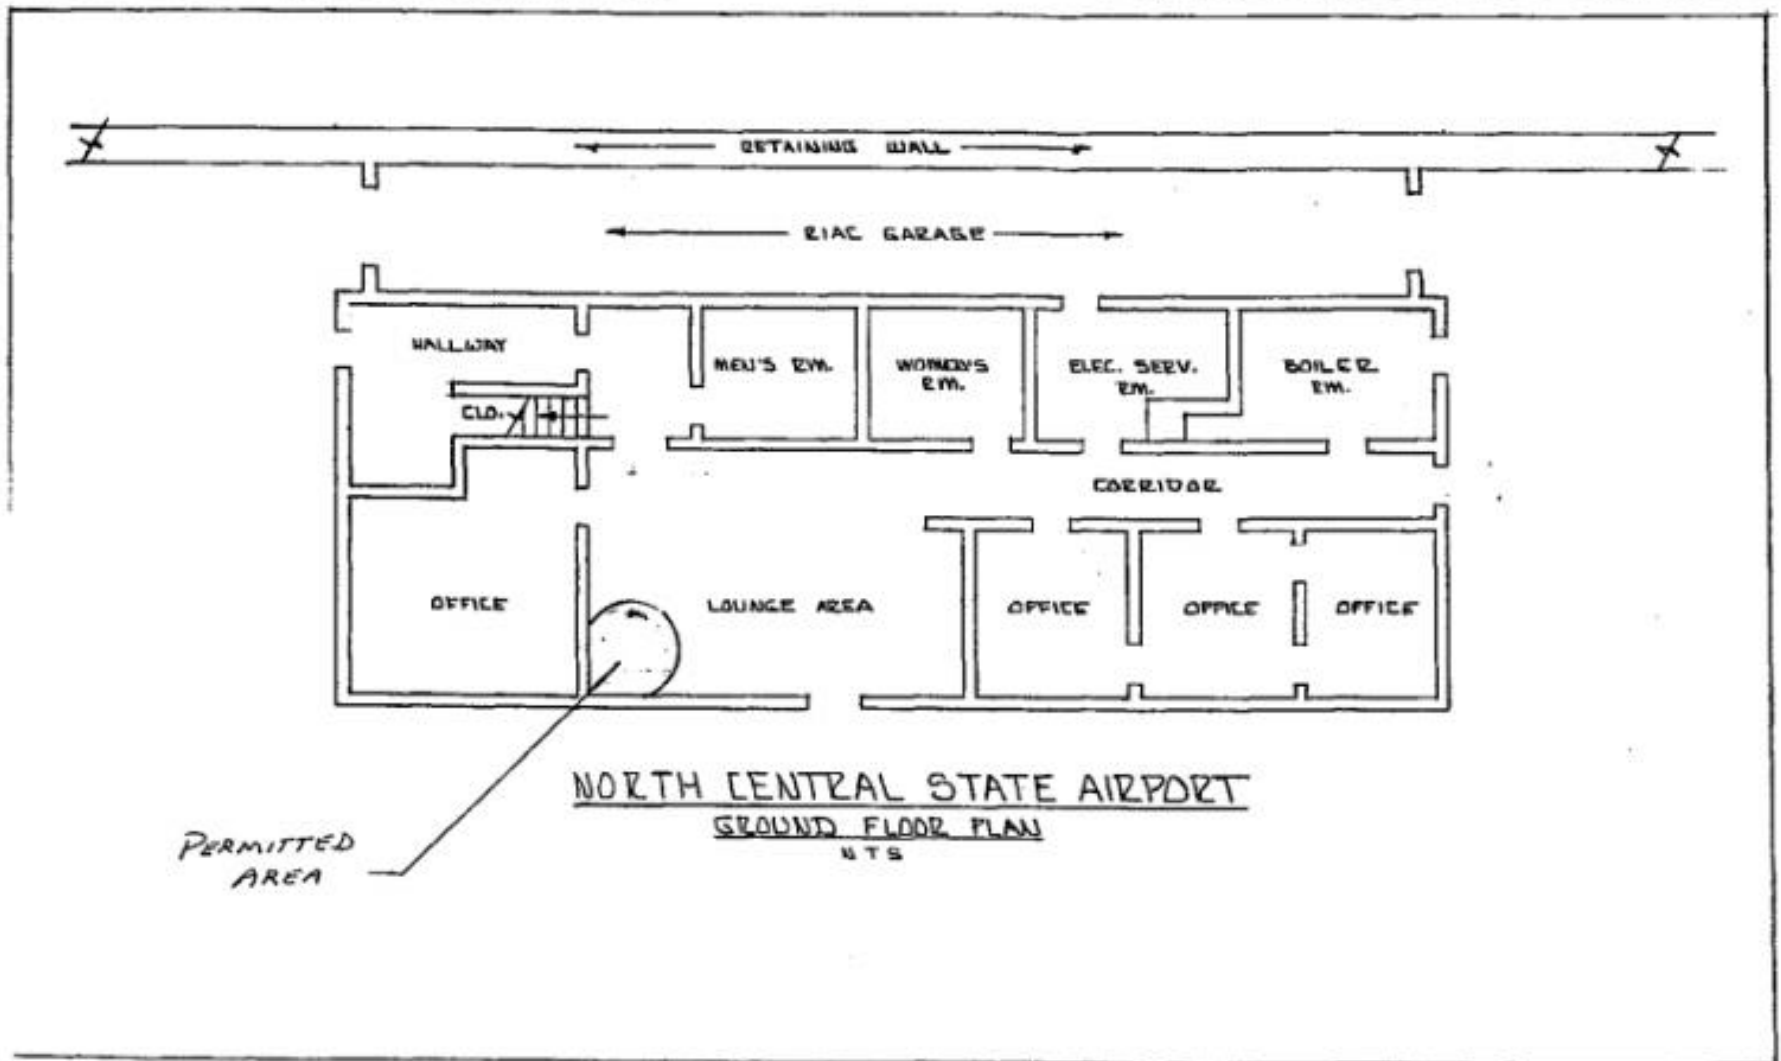 RETAINING WALL
RIAC GARAGE
HALLWAY
MEN'S RM.
WOMEN'S
RM.
ELEC. SERV.
RM.
BOILER
RM.
CLO.
CORRIDOR
OFFICE
LOUNGE AREA
OFFICE
OFFICE
OFFICE
NORTH CENTRAL STATE AIRPORT
GROUND FLOOR PLAN
NTS
PERMITTED
AREA